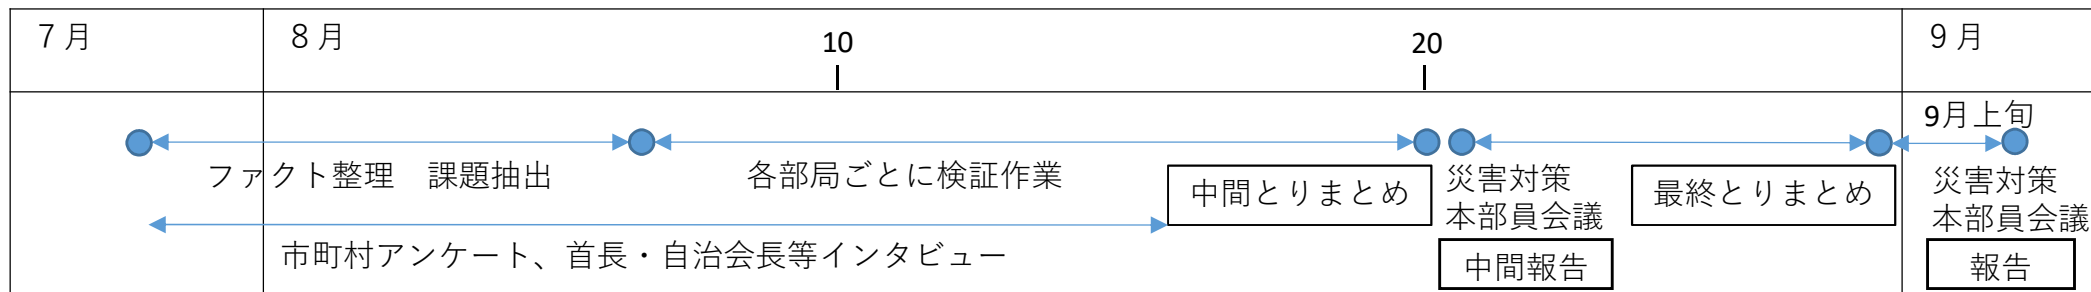 ７月
８月
10
20
９月
9月上旬
ファクト整理　課題抽出
各部局ごとに検証作業
中間とりまとめ
災害対策
本部員会議
中間報告
最終とりまとめ
災害対策
本部員会議
報告
市町村アンケート、首長・自治会長等インタビュー